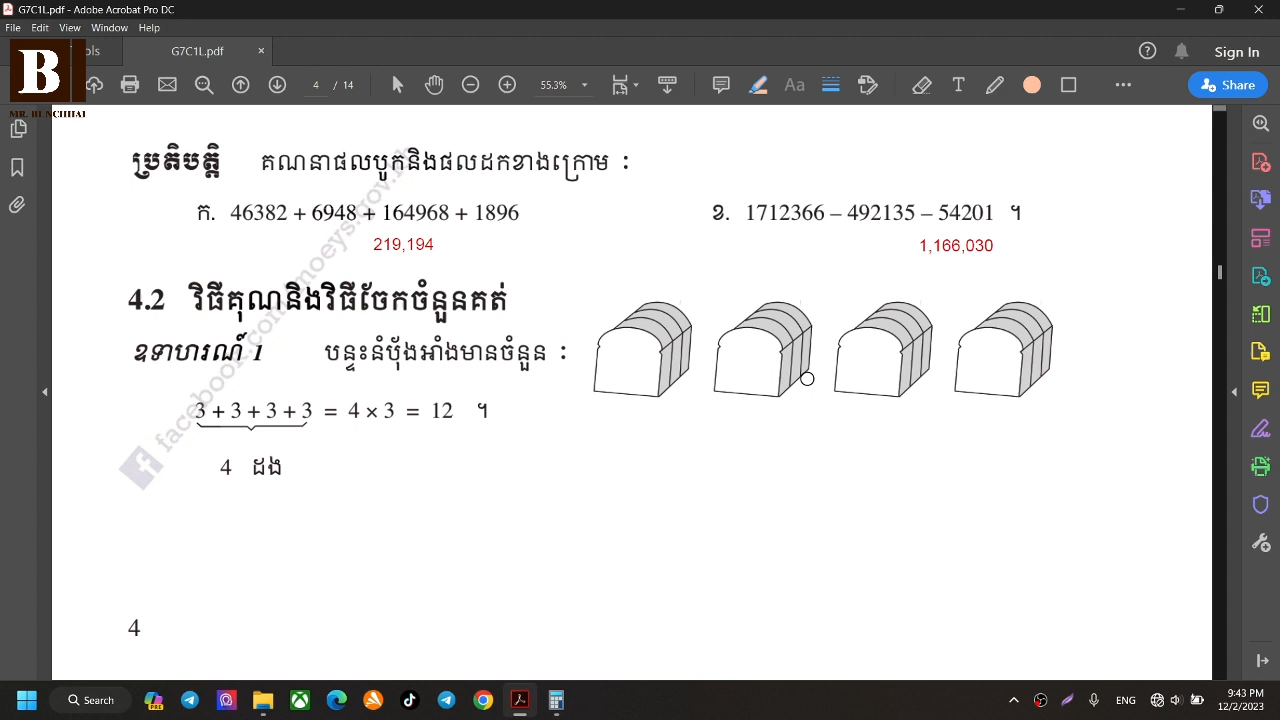 G7C1L.pdf - Adobe Acrobat Pro DC
File Edit View Window Help
B
ols
G7C1L.pdf
×
Sign In
4 / 14
55.3%
Share
MR. BUNCHHAI
ប្រតិបត្តិ គណនាផលបូកនិងផលដកខាងក្រោម :
ក. 46382 + 6948 + 164968 + 1896
ខ. 1712366 – 492135 – 54201 ។
219,194
1,166,030
4.2 វិធីគុណនិងវិធីចែកចំនួនគត់
ឧទាហរណ៍ 1 បន្ទះនំប៉័ងអាំងមានចំនួន :
3 + 3 + 3 + 3 = 4 × 3 = 12 ។
4 ដង
4
Search
PRE
ENG
9:43 PM
12/2/2023